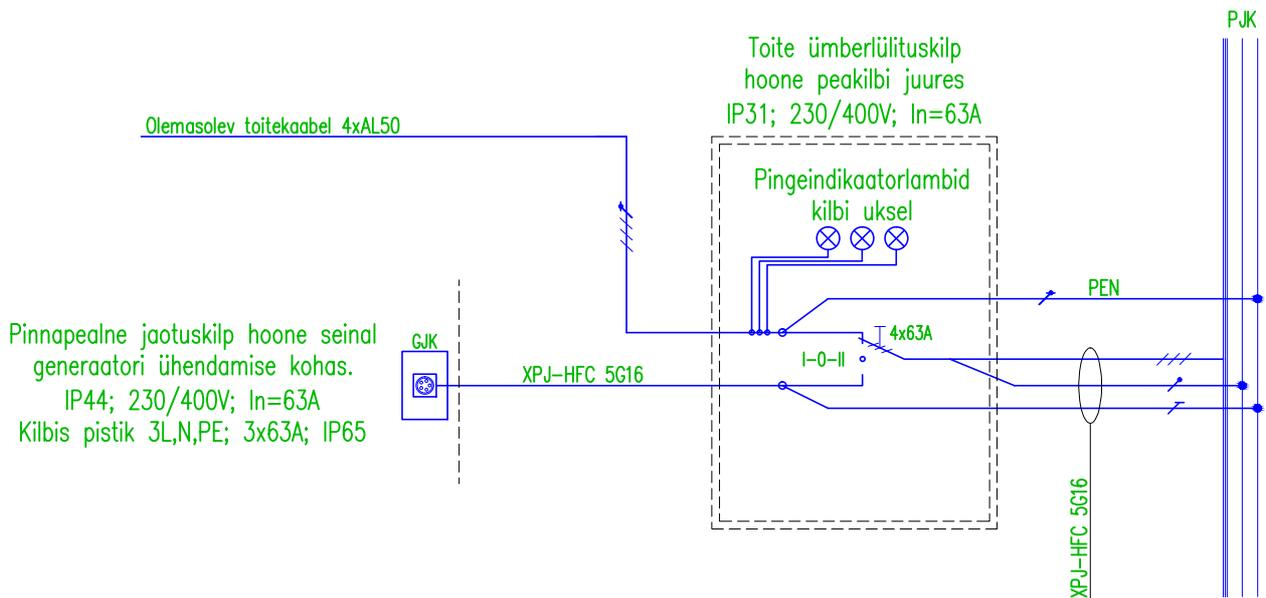 PJK
Toite ümberlülituskilp
hoone peakilbi juures
IP31; 230/400V; In=63A
Olemasolev toitekaabel 4xAL50
Pingeindikaatorlambid
kilbi uksel
PEN
4x63A
I-0-II
Pinnapealne jaotuskilp hoone seinal
generaatori ühendamise kohas.
IP44; 230/400V; In=63A
Kilbis pistik 3L,N,PE; 3x63A; IP65
GJK
XPJ-HFC 5G16
XPJ-HFC 5G16